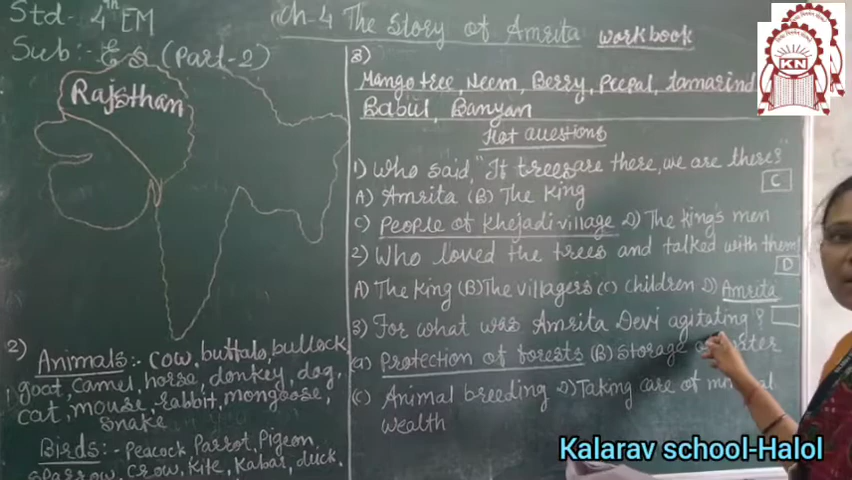 Std- 4th EM
Sub:- ES (Part-2)
Ch-4 The Story of Amrita workbook
Rajsthan
2) Animals:- cow, buffalo, bullock,
goat, camel, horse, donkey, dog,
cat, mouse, rabbit, mongoose,
snake
Birds:- Peacock Parrot, Pigeon,
Sparrow, crow, Kite, Kabar, duck.
3)
Mango tree, Neem, Berry, Peepal, Tamarind
Babul, Banyan
Hot Questions
1) Who said, "If trees are there, we are there?"
C
A) Amrita (B) The King
C) People of Khejadi village D) The King's men
2) Who loved the trees and talked with them?
D
A) The King (B) The villagers (C) children D) Amrita
3) For what was Amrita Devi agitating?
(a) Protection of forests (B) Storage
(C) Animal breeding D) Taking care of
wealth
KN
Kalarav school-Halol